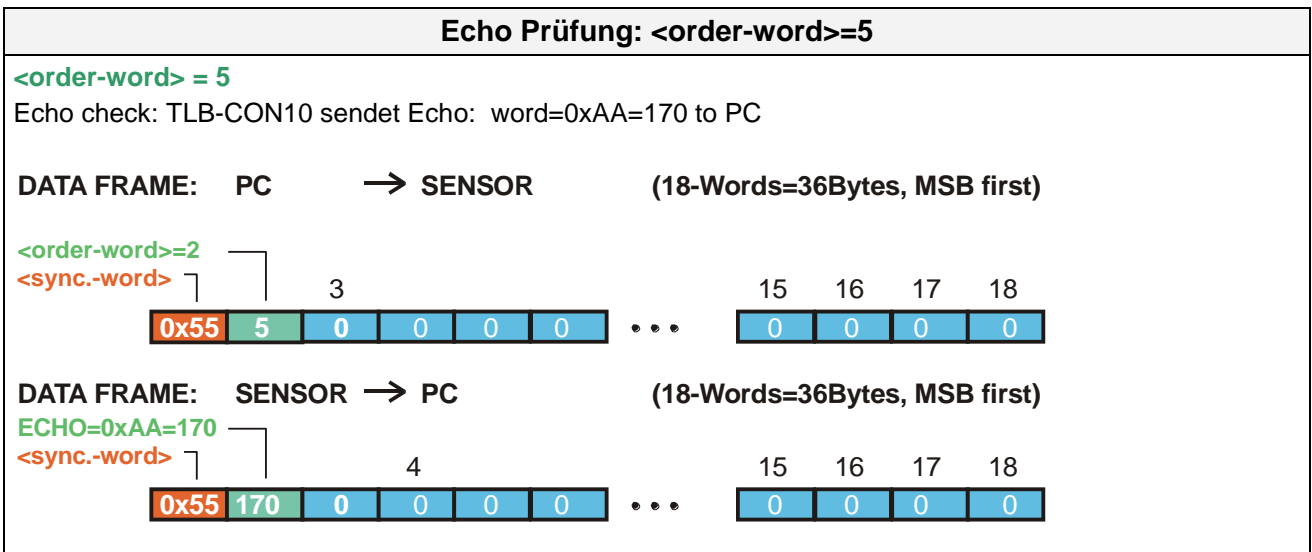 Echo Prüfung: <order-word>=5
<order-word> = 5
Echo check: TLB-CON10 sendet Echo: word=0xAA=170 to PC
DATA FRAME: PC → SENSOR (18-Words=36Bytes, MSB first)
<order-word>=2
<sync.-word>
3 15 16 17 18
0x55 5 0 0 0 0 • • • 0 0 0 0
DATA FRAME: SENSOR → PC (18-Words=36Bytes, MSB first)
ECHO=0xAA=170
<sync.-word>
4 15 16 17 18
0x55 170 0 0 0 0 • • • 0 0 0 0